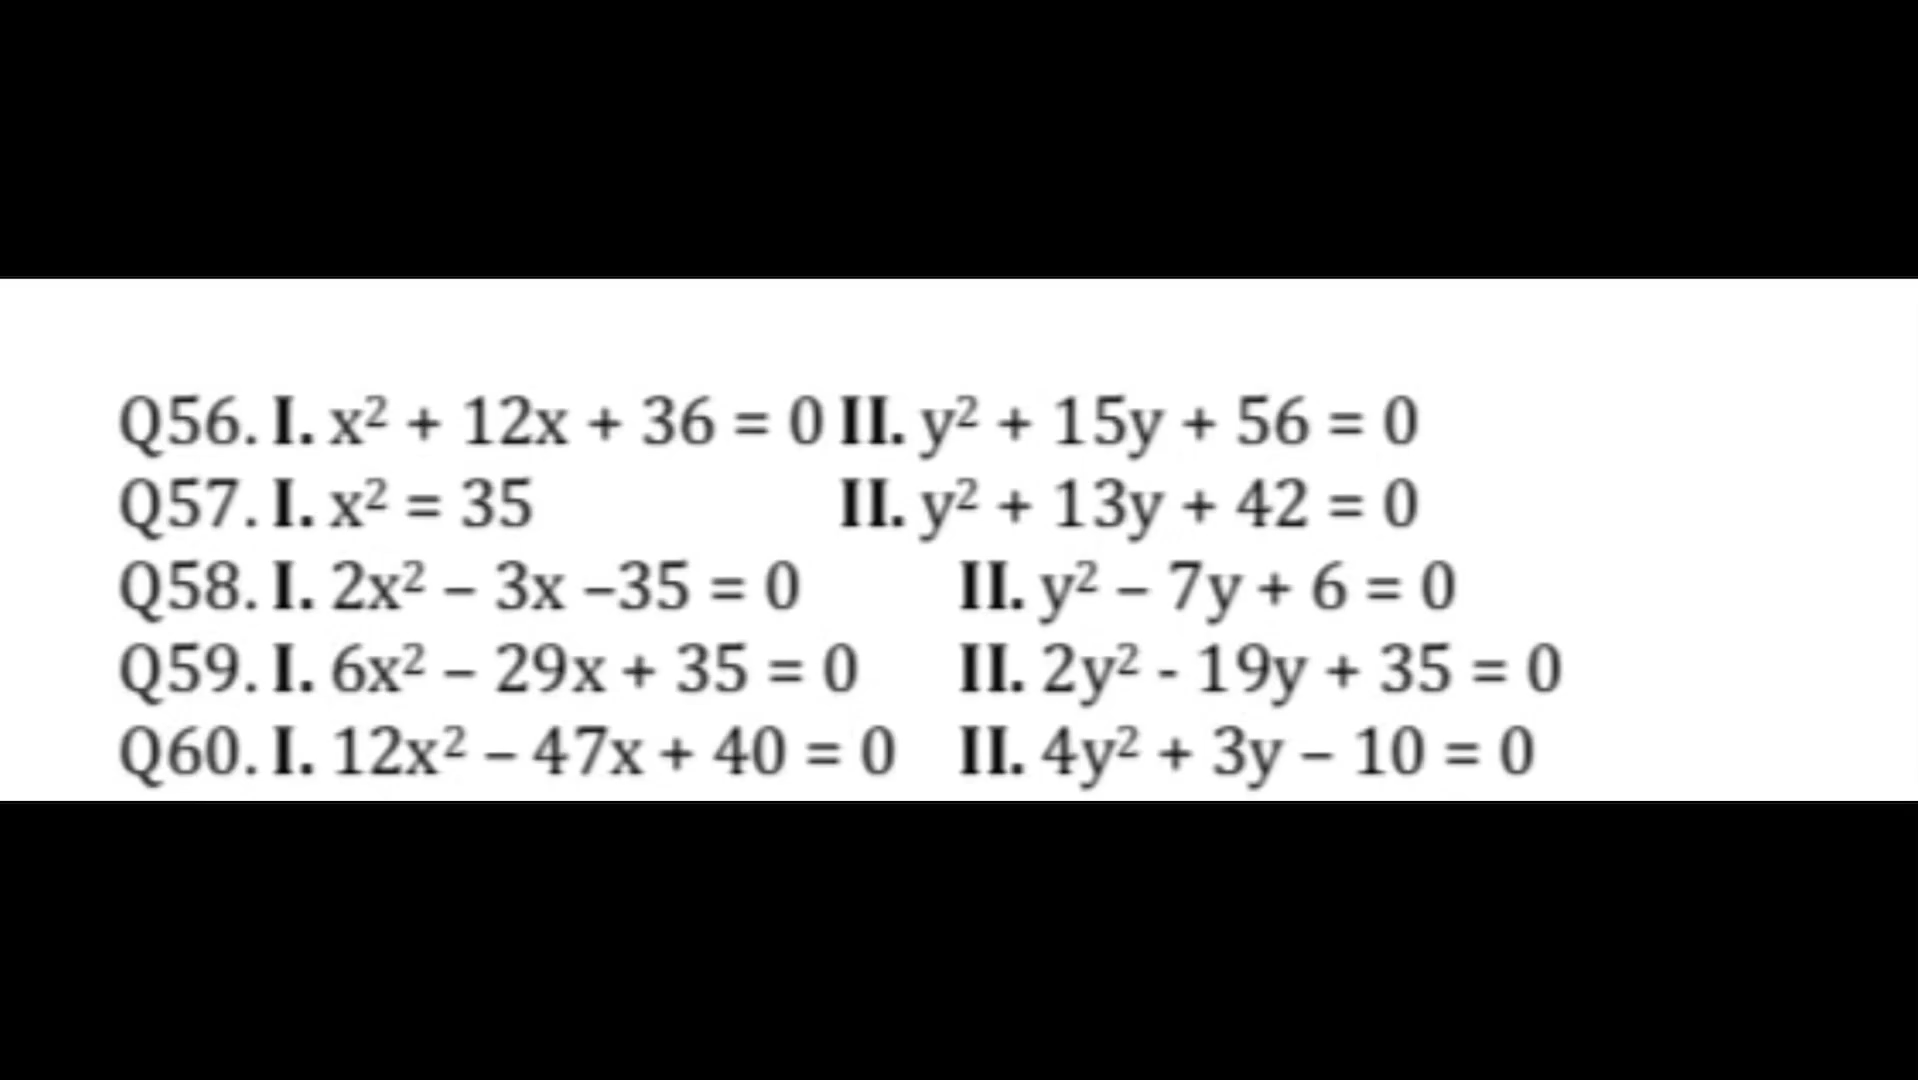 Q56. I. x² + 12x + 36 = 0 II. y² + 15y + 56 = 0
Q57. I. x² = 35 II. y² + 13y + 42 = 0
Q58. I. 2x² – 3x –35 = 0 II. y² – 7y + 6 = 0
Q59. I. 6x² – 29x + 35 = 0 II. 2y² - 19y + 35 = 0
Q60. I. 12x² – 47x + 40 = 0 II. 4y² + 3y – 10 = 0